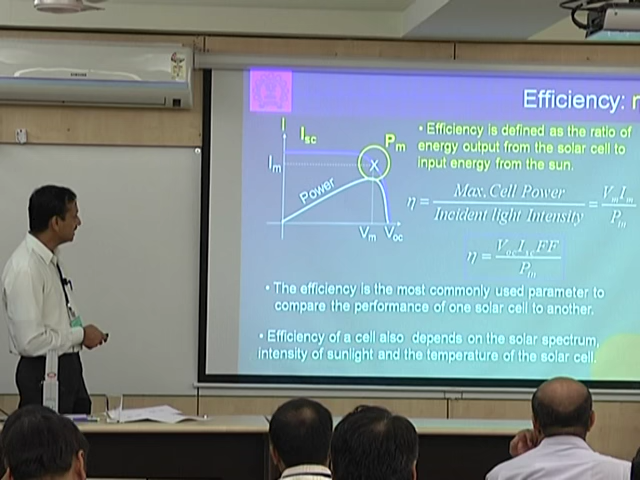 Efficiency: η
I
Isc
Im
Pm
X
Power
Vm Voc
• Efficiency is defined as the ratio of
energy output from the solar cell to
input energy from the sun.
η = Max. Cell Power / Incident light Intensity = VmIm / Pin
η = VocIscFF / Pin
• The efficiency is the most commonly used parameter to
compare the performance of one solar cell to another.
• Efficiency of a cell also depends on the solar spectrum,
intensity of sunlight and the temperature of the solar cell.